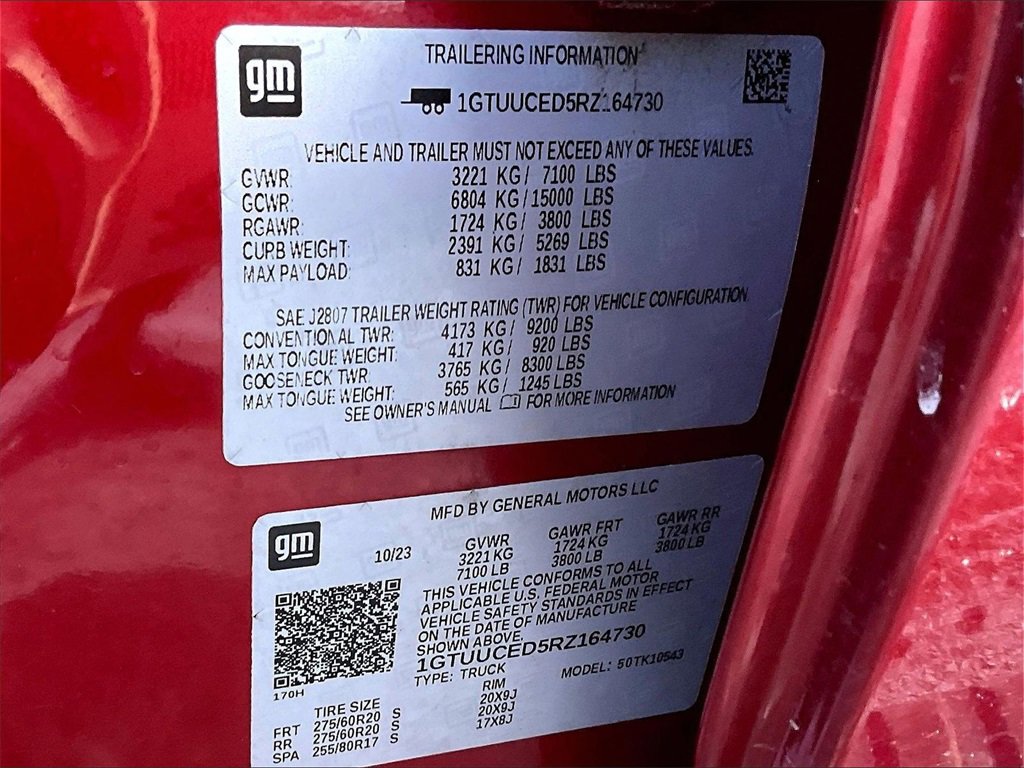 gm
TRAILERING INFORMATION
1GTUUCED5RZ164730
VEHICLE AND TRAILER MUST NOT EXCEED ANY OF THESE VALUES.
GVWR: 3221 KG/ 7100 LBS
GCWR: 6804 KG/15000 LBS
RGAWR: 1724 KG/ 3800 LBS
CURB WEIGHT: 2391 KG/ 5269 LBS
MAX PAYLOAD: 831 KG/ 1831 LBS
SAE J2807 TRAILER WEIGHT RATING (TWR) FOR VEHICLE CONFIGURATION
CONVENTIONAL TWR: 4173 KG/ 9200 LBS
MAX TONGUE WEIGHT: 417 KG/ 920 LBS
GOOSENECK TWR: 3765 KG/ 8300 LBS
MAX TONGUE WEIGHT: 565 KG/ 1245 LBS
SEE OWNER'S MANUAL FOR MORE INFORMATION
gm
MFD BY GENERAL MOTORS LLC
10/23 GVWR GAWR FRT GAWR RR
3221 KG 1724 KG 1724 KG
7100 LB 3800 LB 3800 LB
THIS VEHICLE CONFORMS TO ALL
APPLICABLE U.S. FEDERAL MOTOR
VEHICLE SAFETY STANDARDS IN EFFECT
ON THE DATE OF MANUFACTURE
SHOWN ABOVE.
1GTUUCED5RZ164730
TYPE: TRUCK MODEL: 50TK10543
170H
TIRE SIZE RIM
FRT 275/60R20 S 20X9J
RR 275/60R20 S 20X9J
SPA 255/80R17 S 17X8J